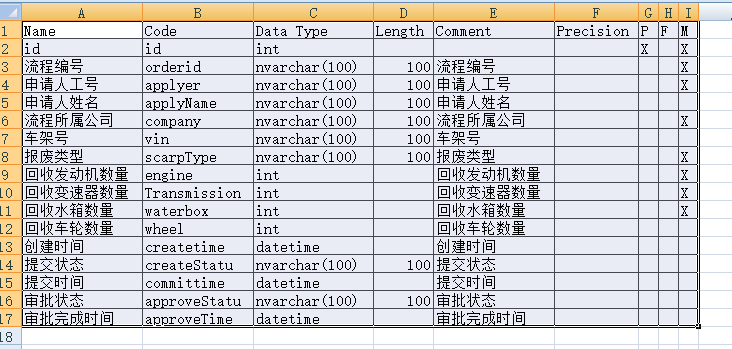 A B C D E F G H I
1 Name Code Data Type Length Comment Precision P F M
2 id id int X X
3 流程编号 orderid nvarchar(100) 100 流程编号 X
4 申请人工号 applyer nvarchar(100) 100 申请人工号 X
5 申请人姓名 applyName nvarchar(100) 100 申请人姓名
6 流程所属公司 company nvarchar(100) 100 流程所属公司 X
7 车架号 vin nvarchar(100) 100 车架号
8 报废类型 scarpType nvarchar(100) 100 报废类型 X
9 回收发动机数量 engine int 回收发动机数量 X
10 回收变速器数量 Transmission int 回收变速器数量 X
11 回收水箱数量 waterbox int 回收水箱数量 X
12 回收车轮数量 wheel int 回收车轮数量
13 创建时间 createtime datetime 创建时间
14 提交状态 createStatu nvarchar(100) 100 提交状态
15 提交时间 committime datetime 提交时间
16 审批状态 approveStatu nvarchar(100) 100 审批状态
17 审批完成时间 approveTime datetime 审批完成时间
18